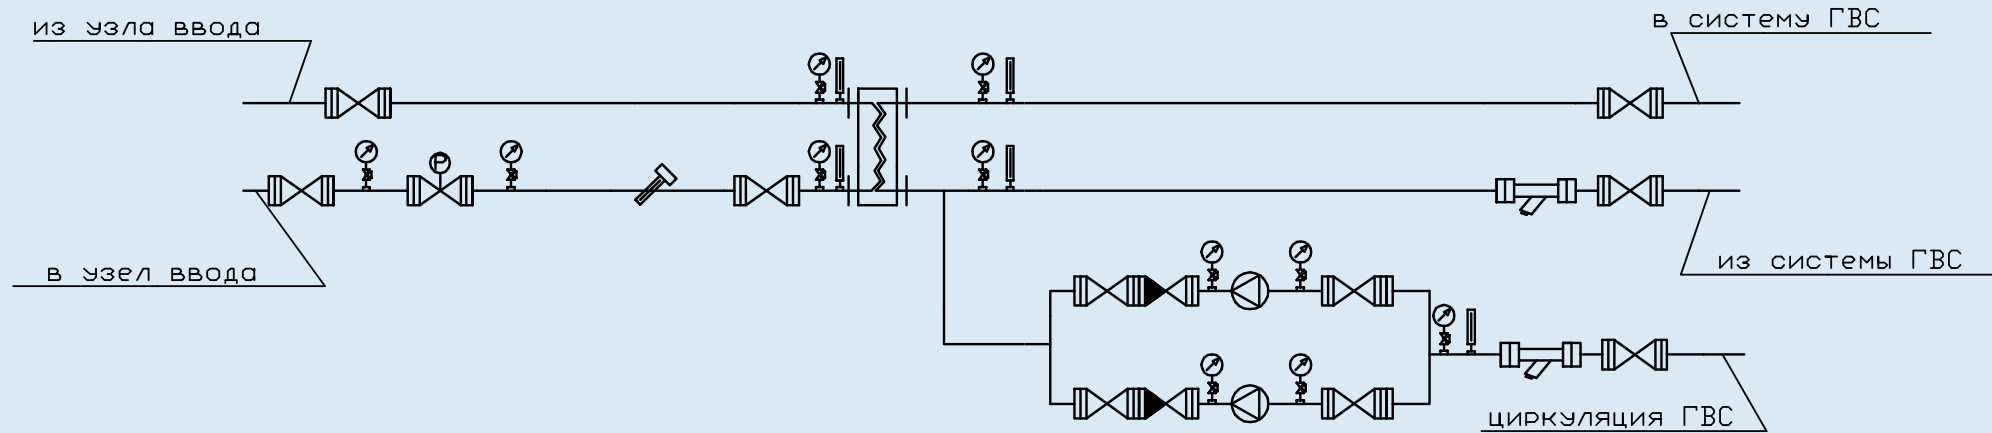 из узла ввода
в систему ГВС
P
в узел ввода
из системы ГВС
циркуляция ГВС